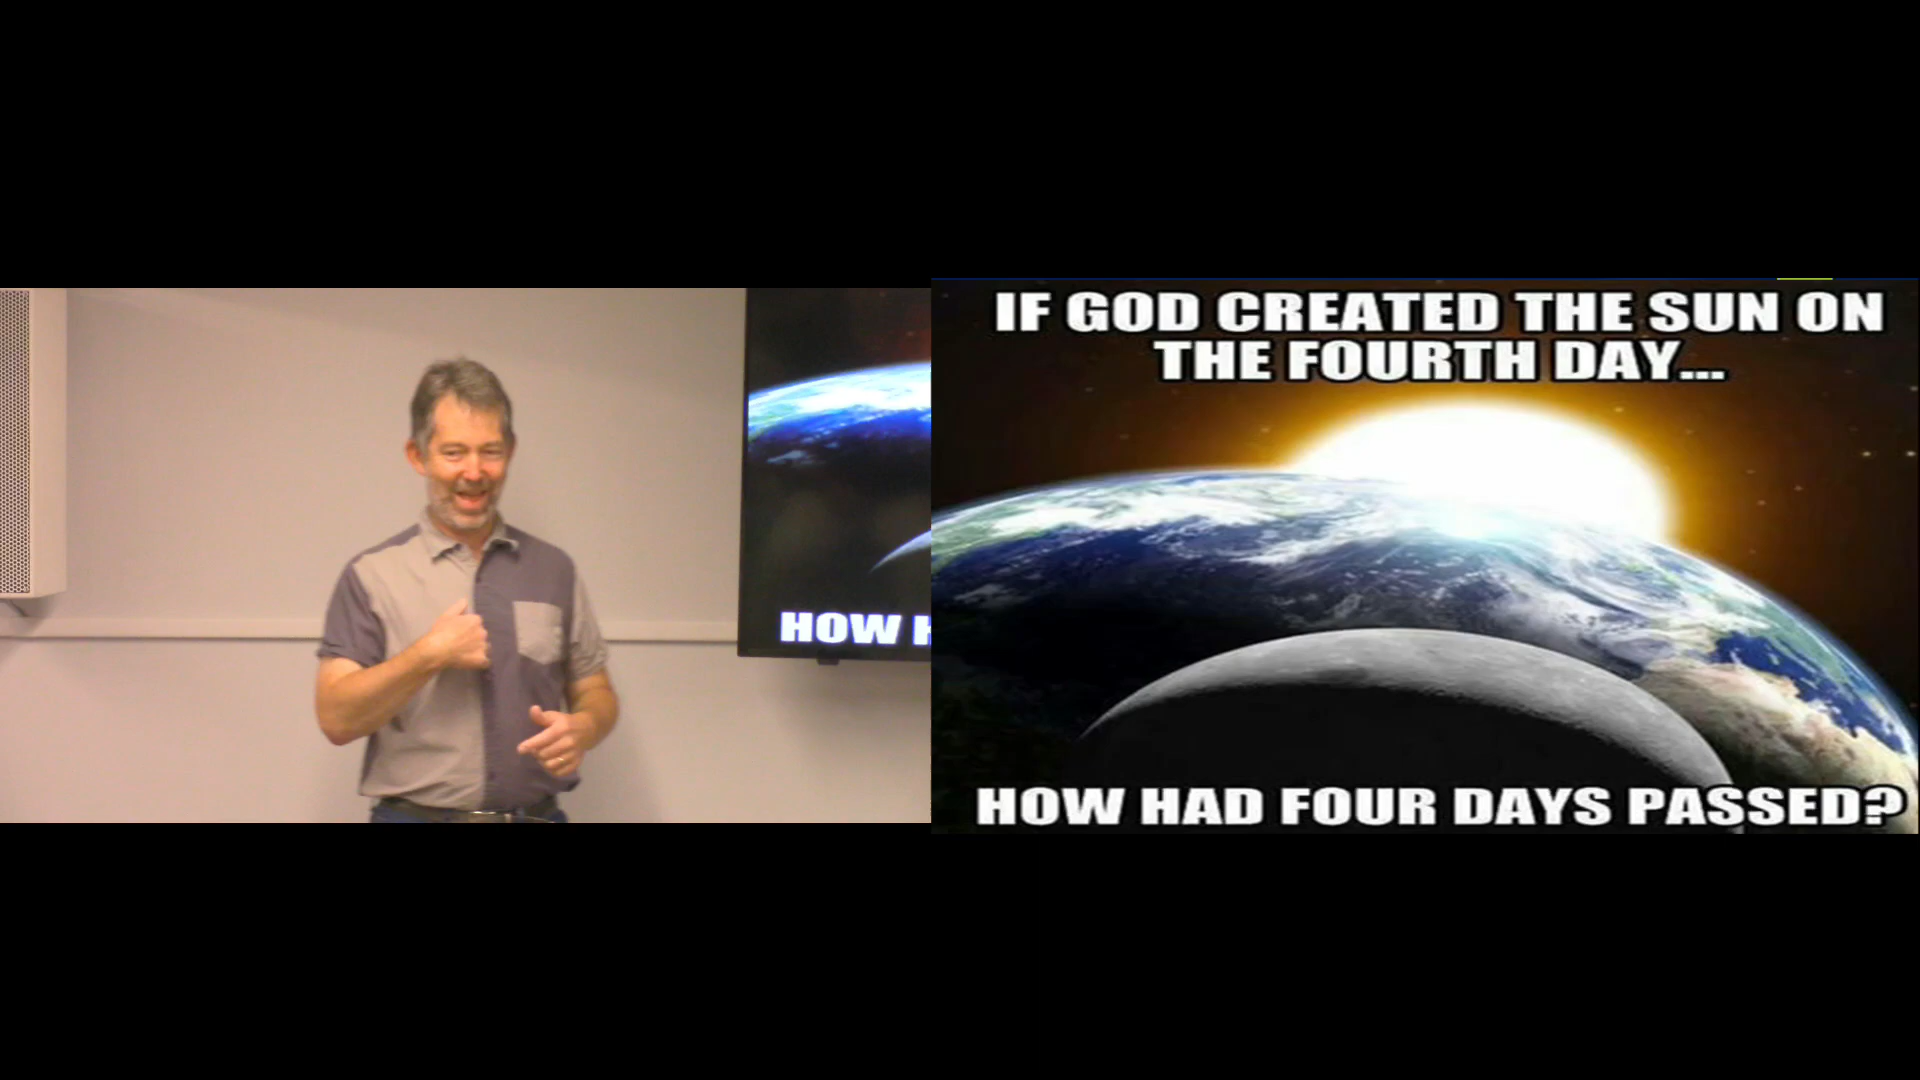 IF GOD CREATED THE SUN ON
THE FOURTH DAY...
HOW HAD FOUR DAYS PASSED?
HOW H